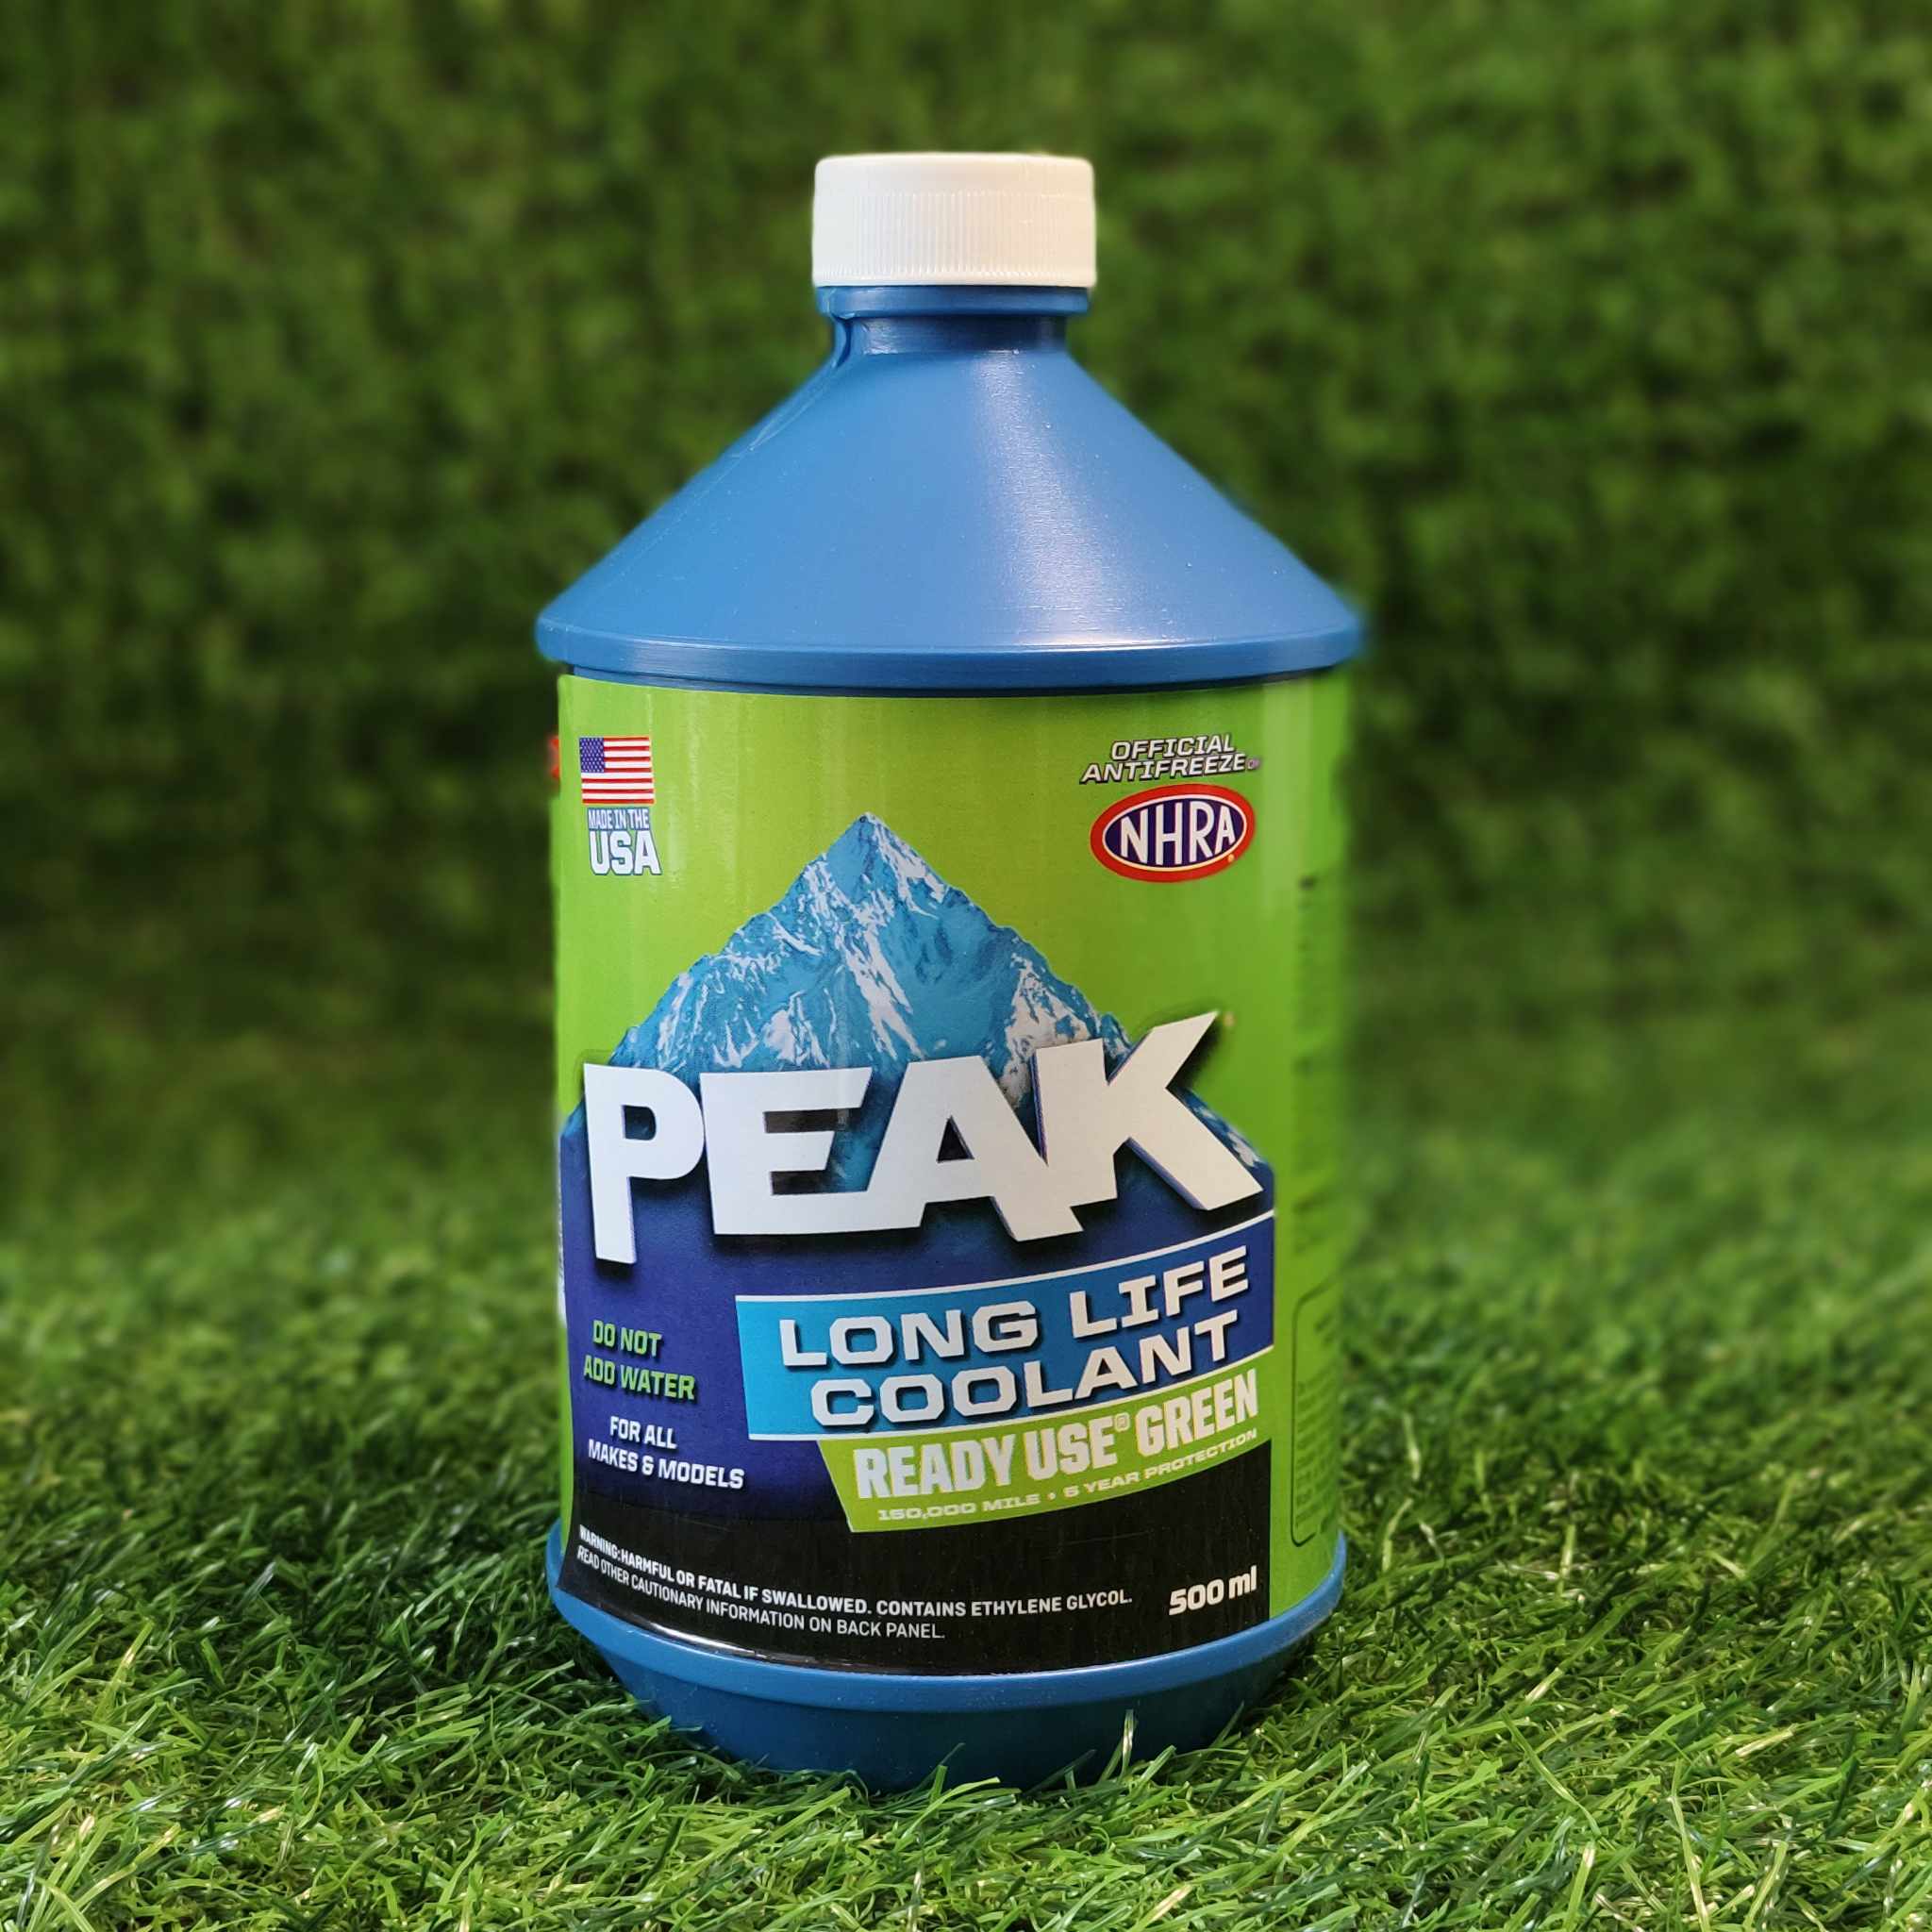 MADE IN THE
USA
OFFICIAL
ANTIFREEZE OF
NHRA
PEAK
LONG LIFE
COOLANT
READY USE® GREEN
150,000 MILE • 5 YEAR PROTECTION
DO NOT
ADD WATER
FOR ALL
MAKES & MODELS
WARNING: HARMFUL OR FATAL IF SWALLOWED. CONTAINS ETHYLENE GLYCOL.
READ OTHER CAUTIONARY INFORMATION ON BACK PANEL.
500 ml